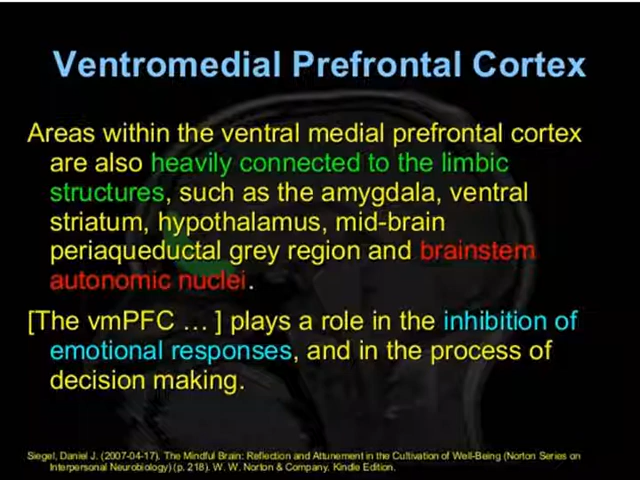 Ventromedial Prefrontal Cortex
Areas within the ventral medial prefrontal cortex
are also heavily connected to the limbic
structures, such as the amygdala, ventral
striatum, hypothalamus, mid-brain
periaqueductal grey region and brainstem
autonomic nuclei.
[The vmPFC … ] plays a role in the inhibition of
emotional responses, and in the process of
decision making.
Siegel, Daniel J. (2007-04-17). The Mindful Brain: Reflection and Attunement in the Cultivation of Well-Being (Norton Series on
Interpersonal Neurobiology) (p. 218). W. W. Norton & Company. Kindle Edition.